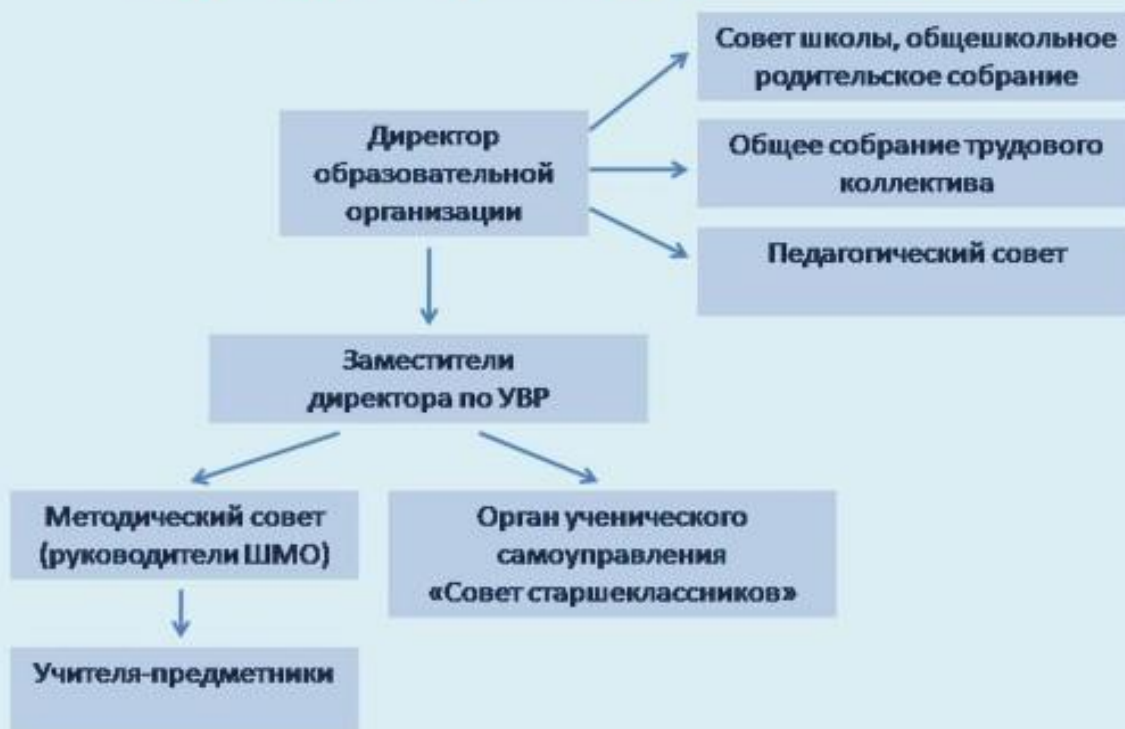 Совет школы, общешкольное
родительское собрание
Директор
образовательной
организации
Общее собрание трудового
коллектива
Педагогический совет
Заместители
директора по УВР
Методический совет
(руководители ШМО)
Орган ученического
самоуправления
«Совет старшеклассников»
Учителя-предметники